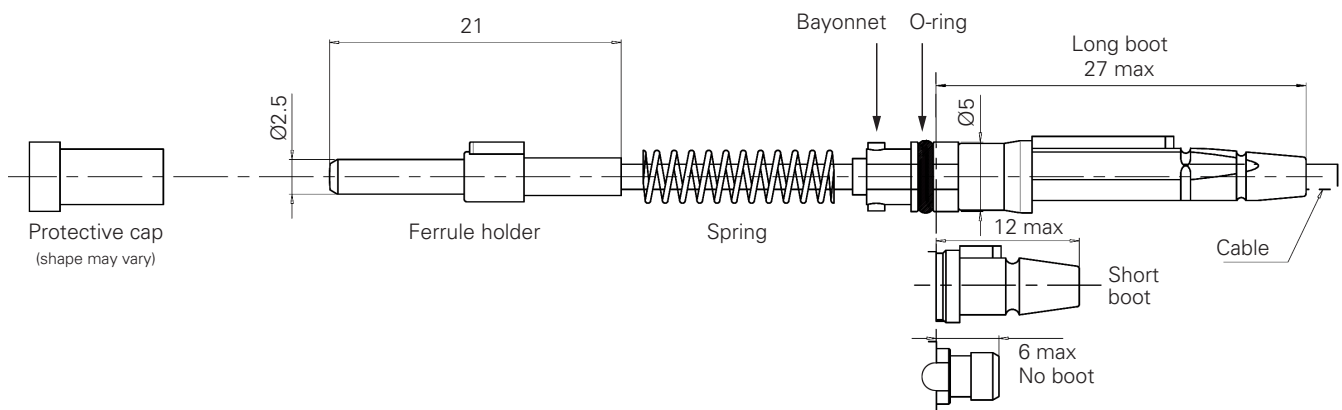 21
Bayonnet
O-ring
Long boot
27 max
Ø2.5
Ø5
Protective cap
(shape may vary)
Ferrule holder
Spring
12 max
Cable
Short
boot
6 max
No boot